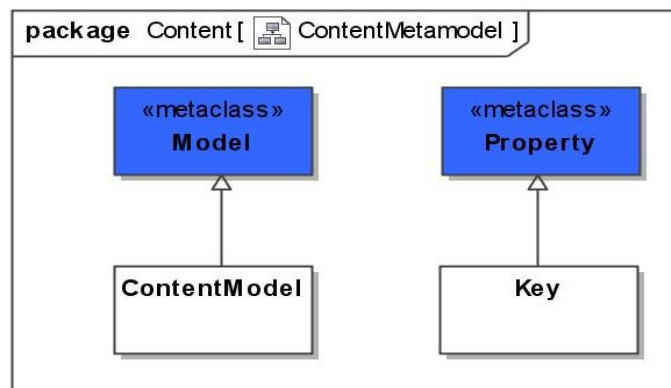 package Content [ ContentMetamodel ]
«metaclass» «metaclass»
Model Property
ContentModel Key